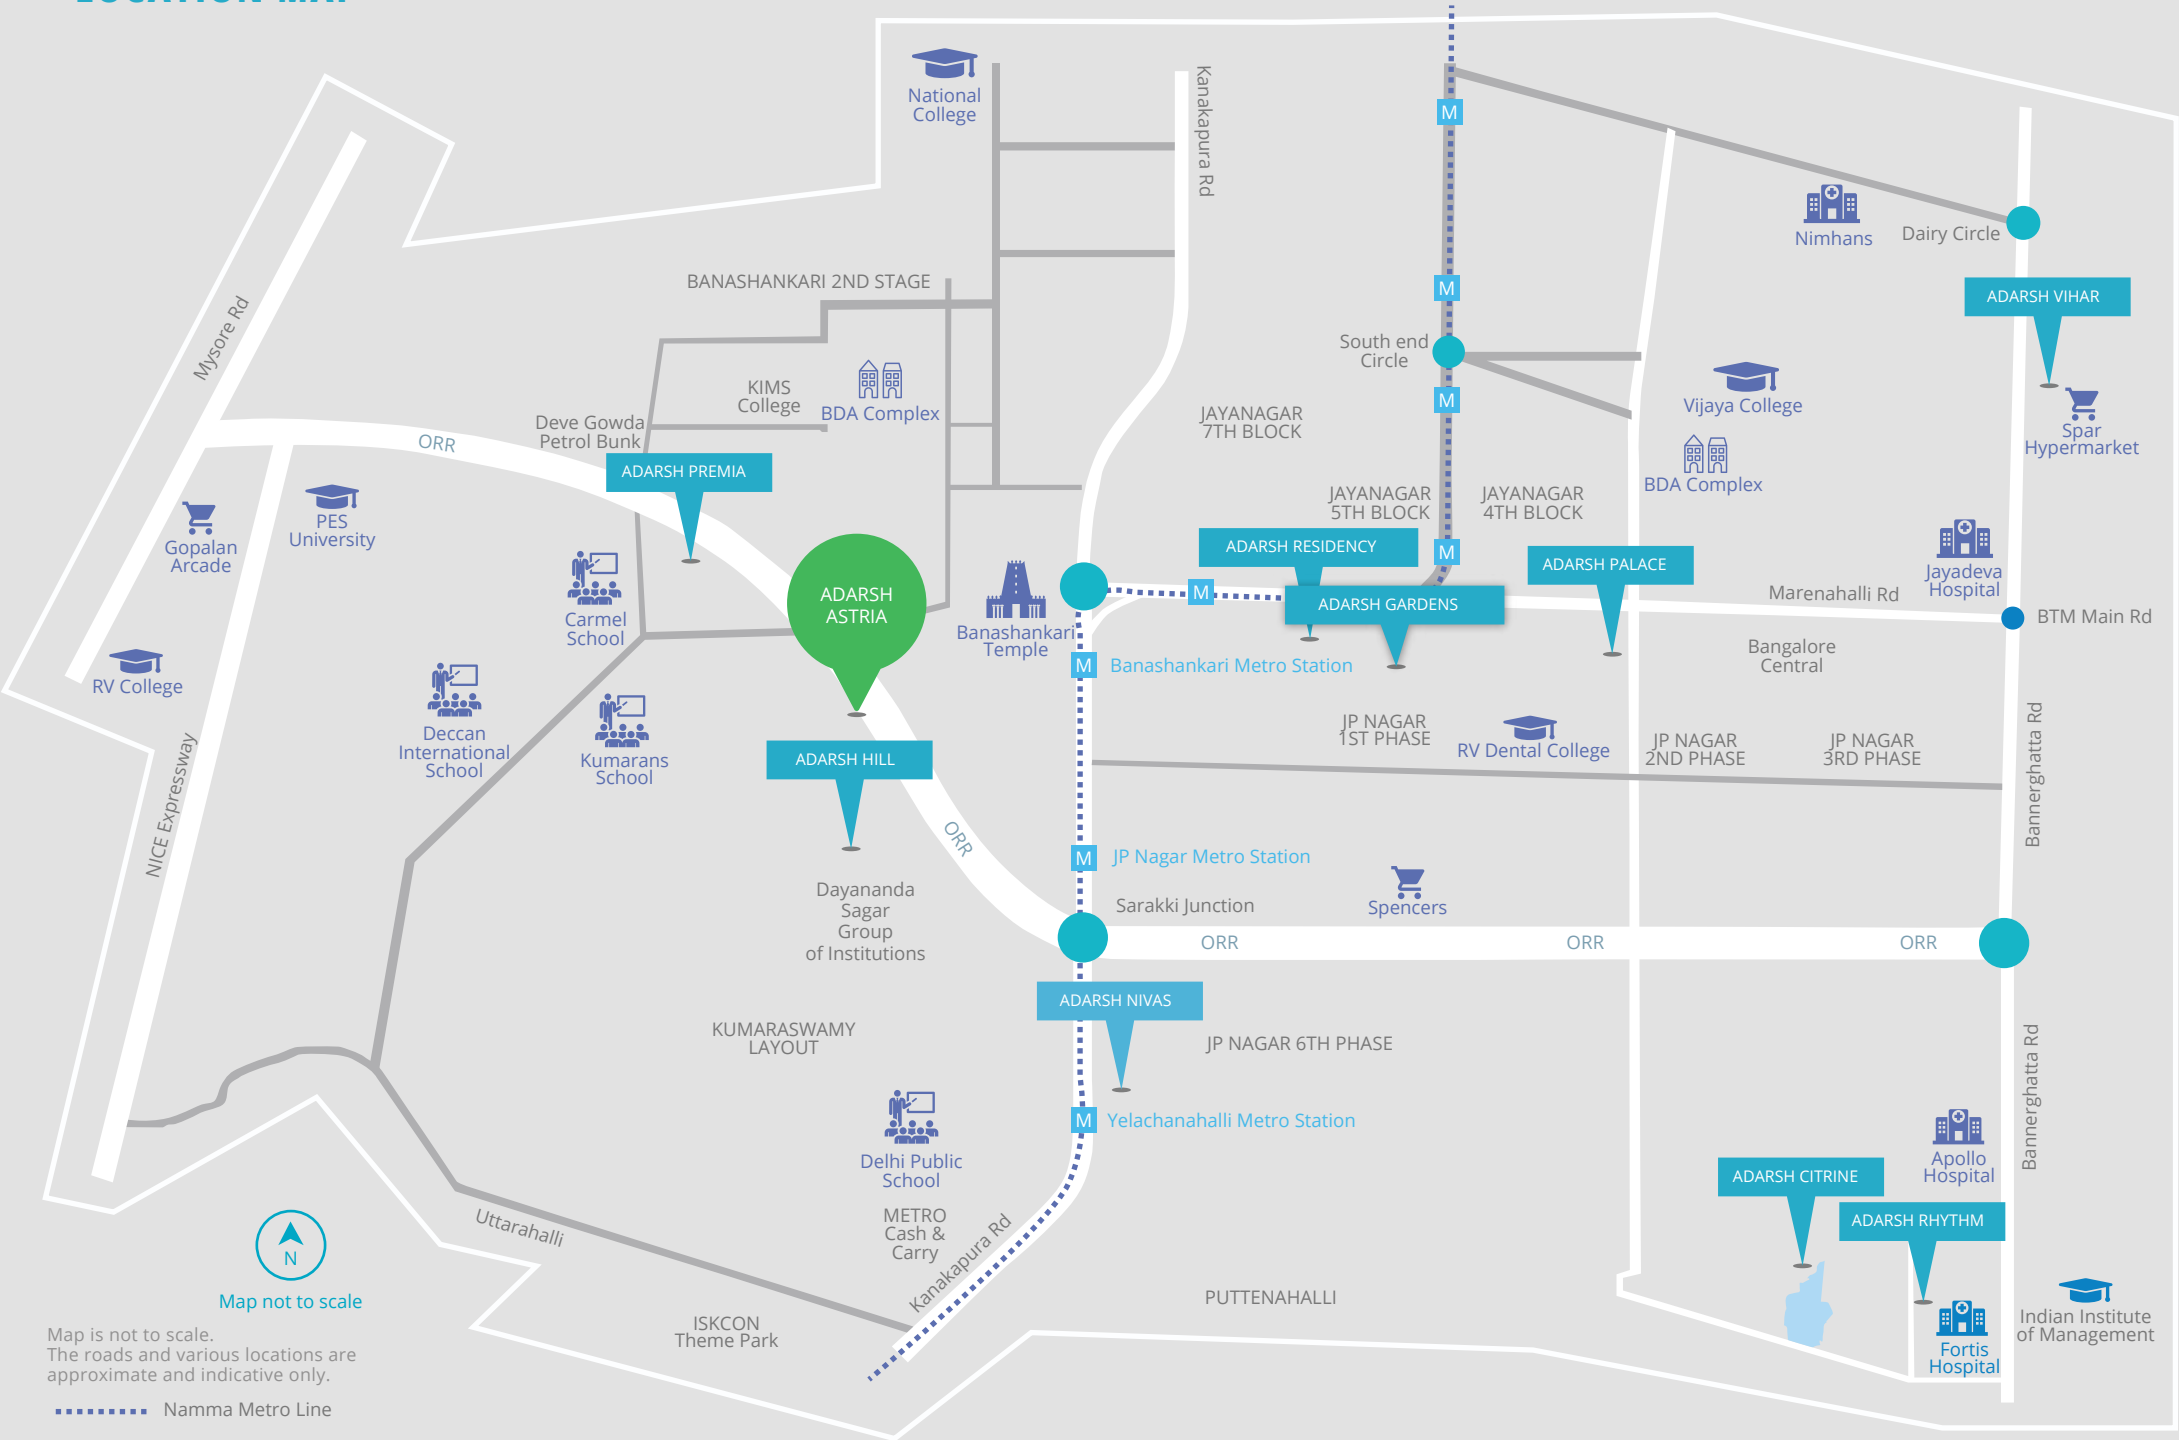 LOCATION MAP
National
College
Kanakapura Rd
M
Nimhans
Dairy Circle
BANASHANKARI 2ND STAGE
M
ADARSH VIHAR
Mysore Rd
South end
Circle
KIMS
College
BDA Complex
M
Vijaya College
Deve Gowda
Petrol Bunk
ORR
JAYANAGAR
7TH BLOCK
Spar
Hypermarket
ADARSH PREMIA
BDA Complex
JAYANAGAR
5TH BLOCK
JAYANAGAR
4TH BLOCK
PES
University
Gopalan
Arcade
ADARSH RESIDENCY
M
ADARSH PALACE
Jayadeva
Hospital
ADARSH
ASTRIA
M
ADARSH GARDENS
Marenahalli Rd
BTM Main Rd
Carmel
School
Banashankari
Temple
M
Banashankari Metro Station
Bangalore
Central
RV College
Deccan
International
School
Kumarans
School
JP NAGAR
1ST PHASE
RV Dental College
JP NAGAR
2ND PHASE
JP NAGAR
3RD PHASE
Bannerghatta Rd
NICE Expressway
ADARSH HILL
ORR
M
JP Nagar Metro Station
Dayananda
Sagar
Group
of Institutions
Sarakki Junction
Spencers
ORR
ORR
ORR
ADARSH NIVAS
KUMARASWAMY
LAYOUT
JP NAGAR 6TH PHASE
Bannerghatta Rd
M
Yelachanahalli Metro Station
Delhi Public
School
Apollo
Hospital
ADARSH CITRINE
METRO
Cash &
Carry
Kanakapura Rd
ADARSH RHYTHM
Uttarahalli
N
Map not to scale
PUTTENAHALLI
ISKCON
Theme Park
Indian Institute
of Management
Fortis
Hospital
Map is not to scale.
The roads and various locations are
approximate and indicative only.
Namma Metro Line